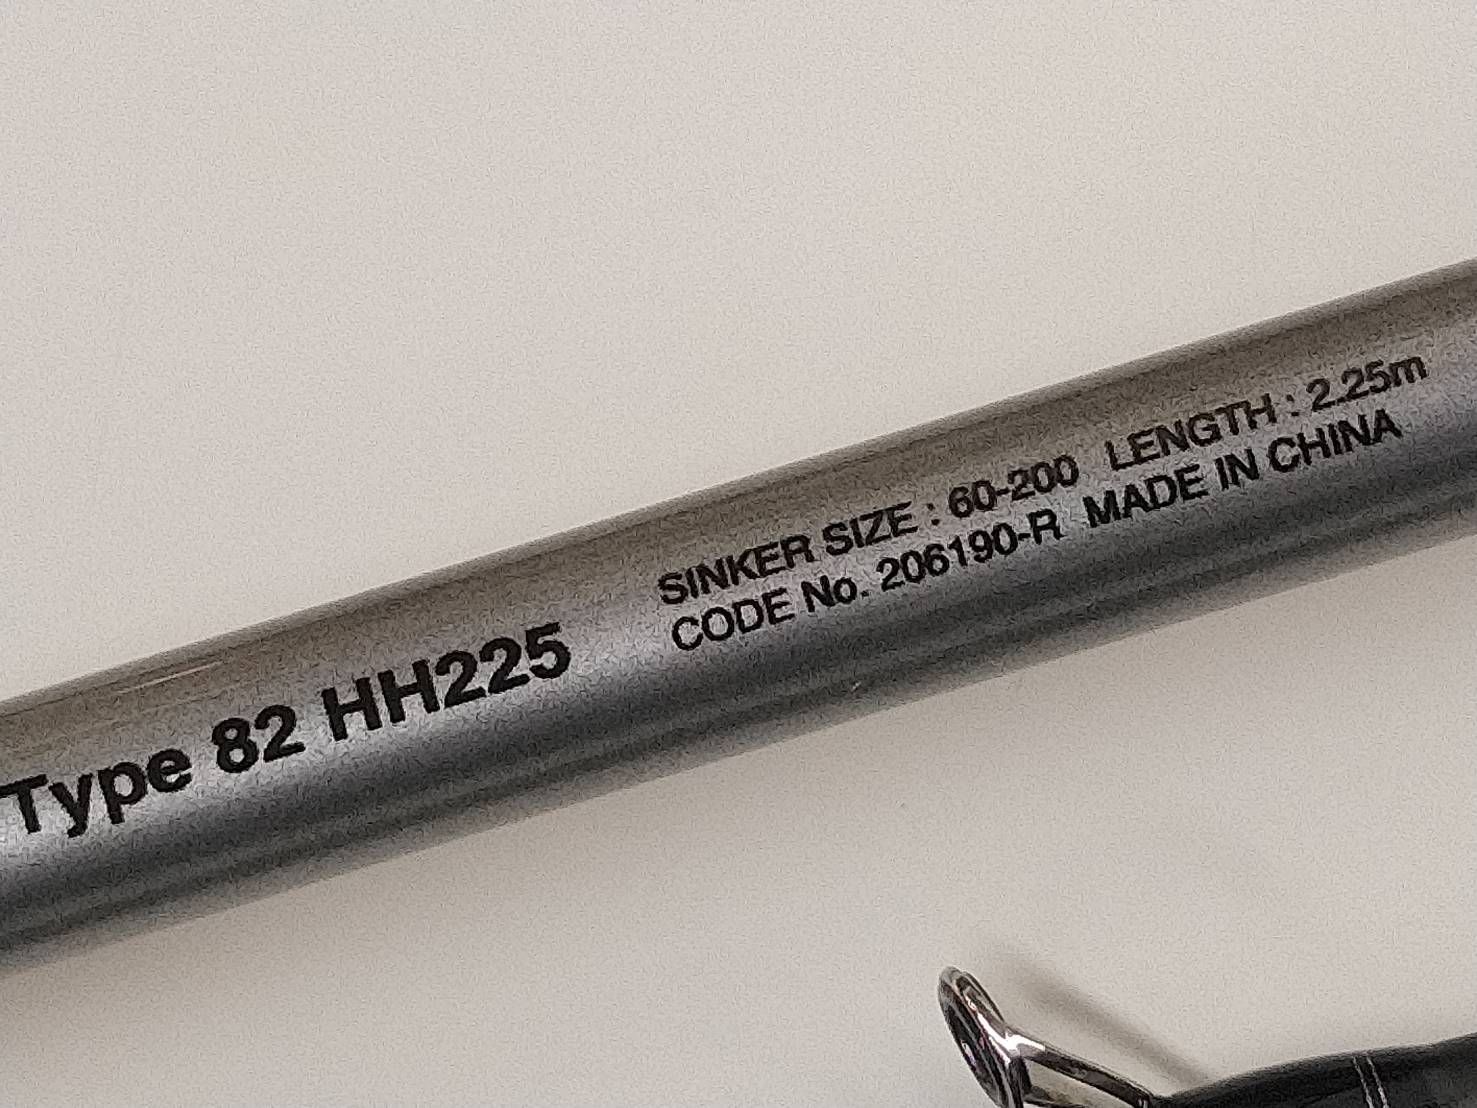 Type 82 HH225
SINKER SIZE : 60-200 LENGTH : 2.25m
CODE No. 206190-R MADE IN CHINA